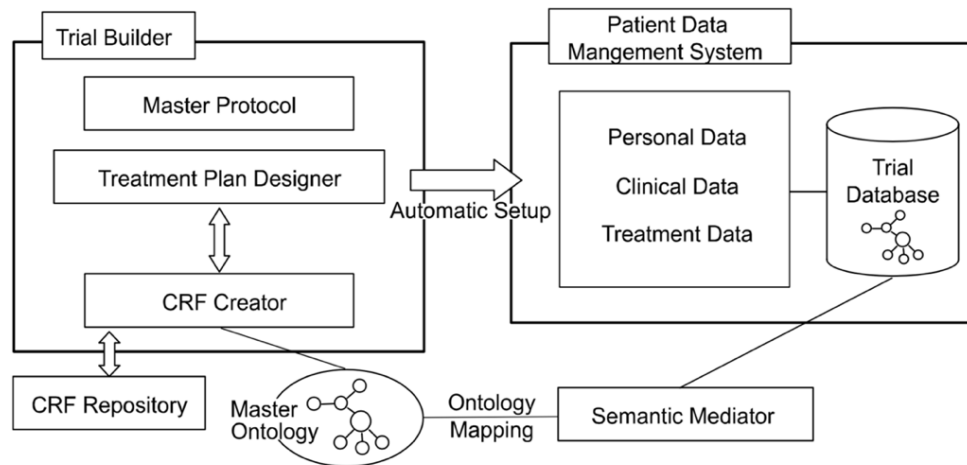 Trial Builder
Master Protocol
Treatment Plan Designer
CRF Creator
CRF Repository
Automatic Setup
Patient Data
Mangement System
Personal Data
Clinical Data
Treatment Data
Trial
Database
Master
Ontology
Ontology
Mapping
Semantic Mediator